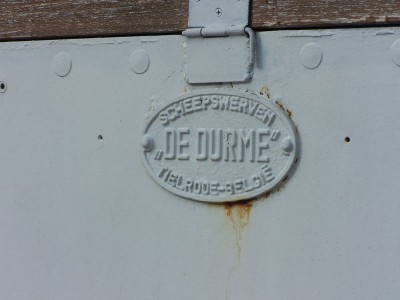 SCHEEPSWERVEN
„DE DURME”
TIELRODE-BELGIË